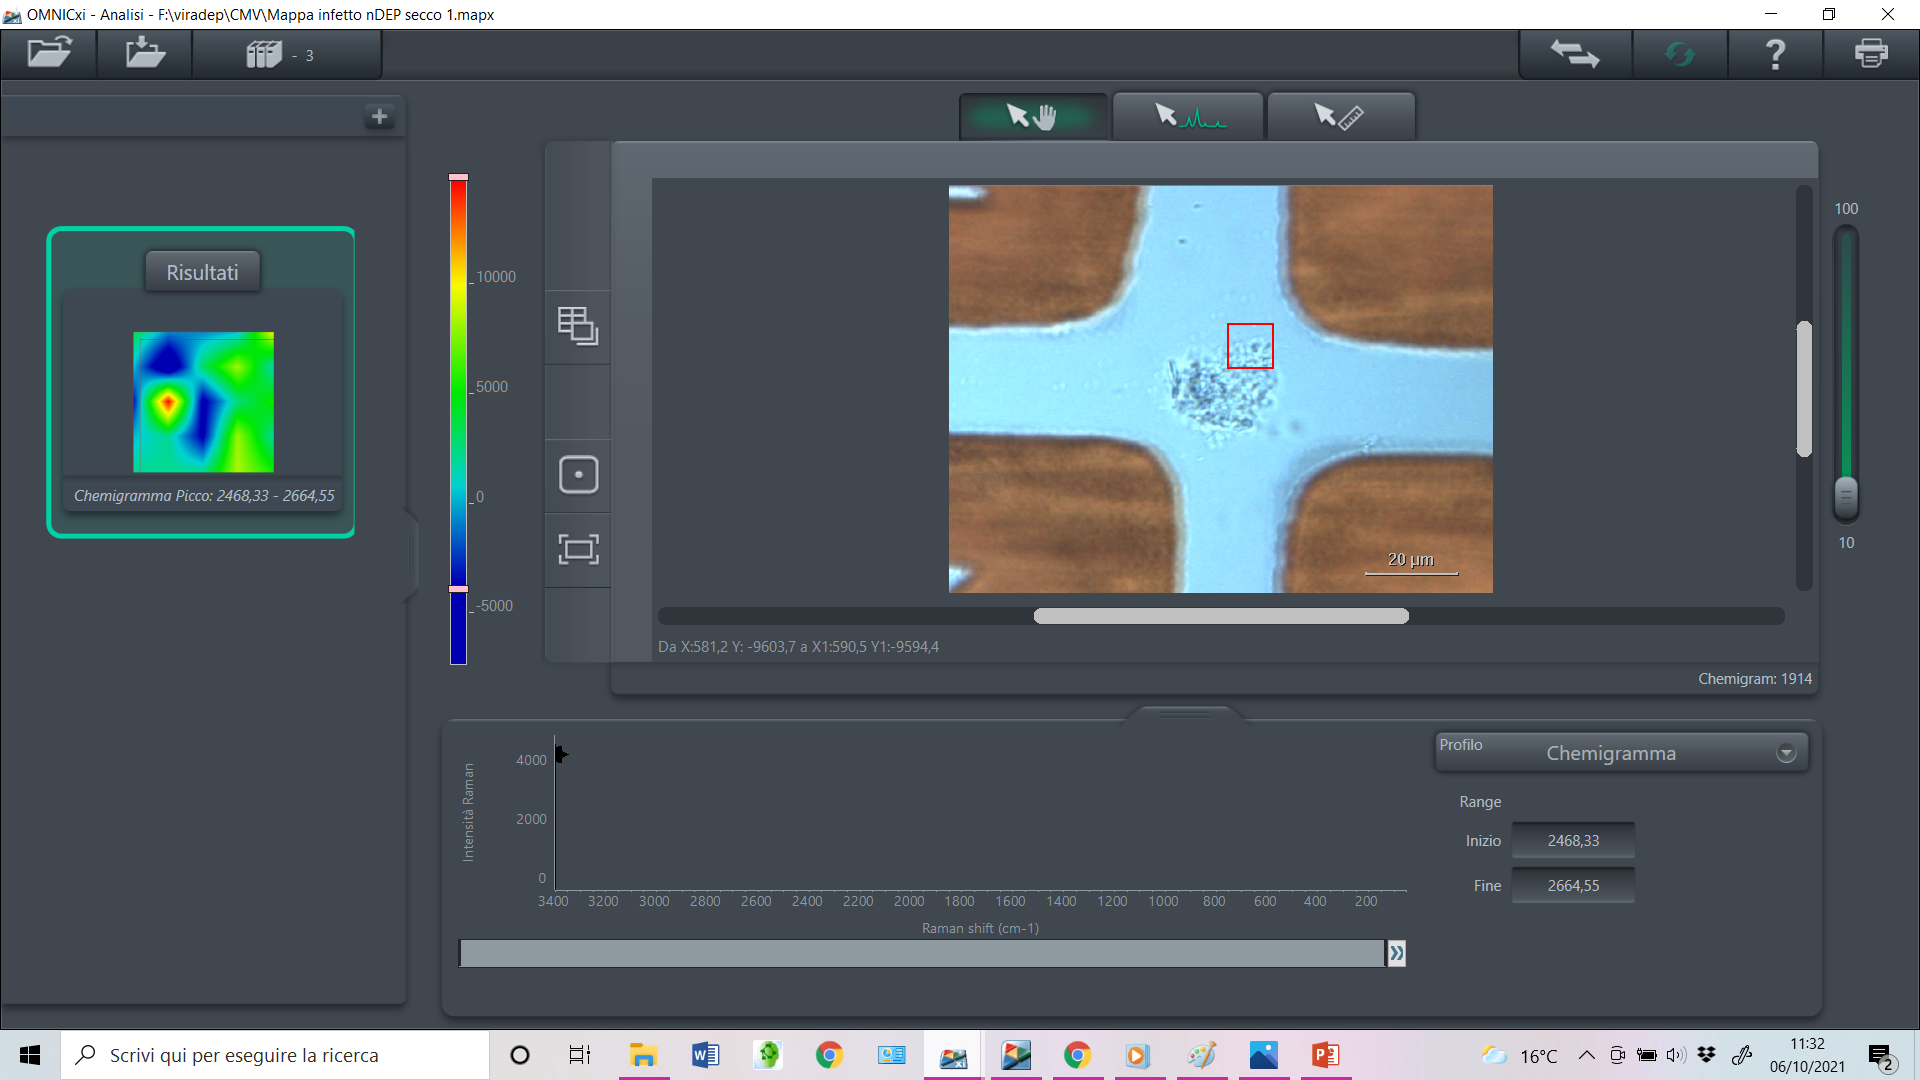 OMNICxi - Analisi - F:\viradep\CMV\Mappa infetto nDEP secco 1.mapx
- 3
Risultati
Chemigramma Picco: 2468,33 - 2664,55
10000
5000
0
-5000
20 µm
100
10
Da X:581,2 Y: -9603,7 a X1:590,5 Y1:-9594,4
Chemigram: 1914
Intensità Raman
4000
2000
0
3400 3200 3000 2800 2600 2400 2200 2000 1800 1600 1400 1200 1000 800 600 400 200
Raman shift (cm-1)
Profilo
Chemigramma
Range
Inizio 2468,33
Fine 2664,55
Scrivi qui per eseguire la ricerca
16°C
11:32
06/10/2021
2